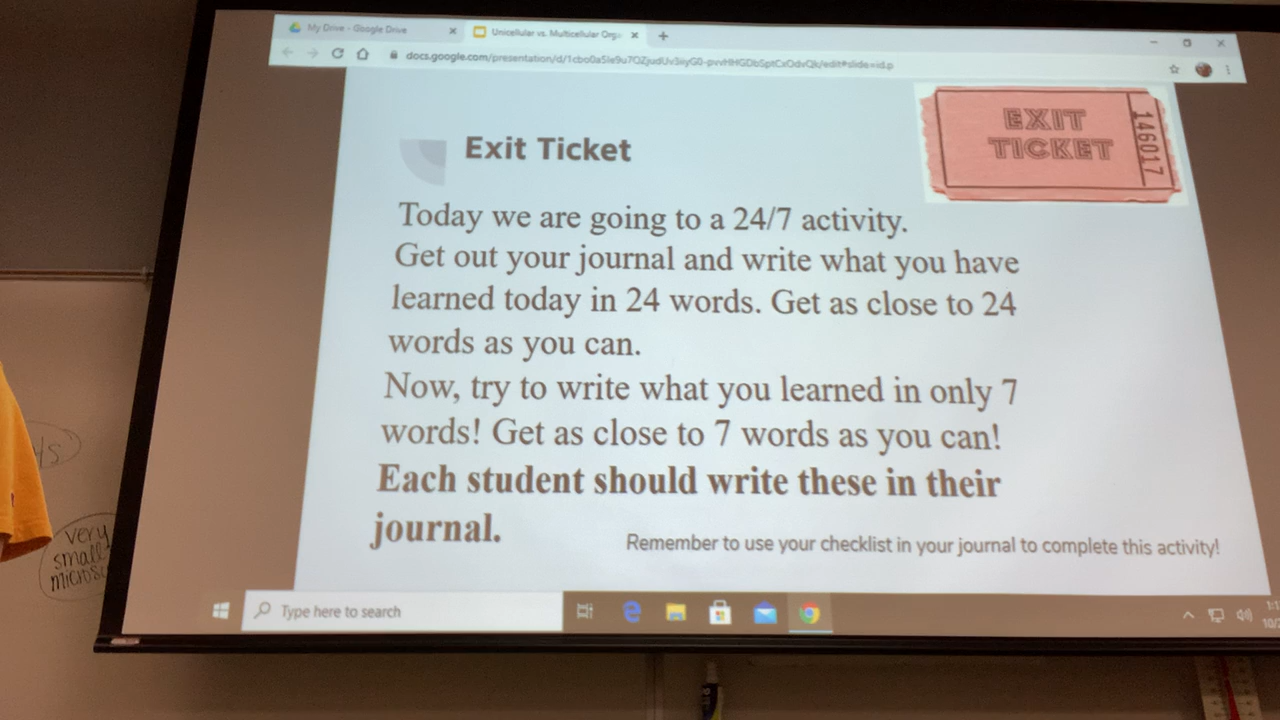 My Drive - Google Drive
Unicellular vs. Multicellular Orga
Exit Ticket
EXIT
TICKET
146017
Today we are going to a 24/7 activity.
Get out your journal and write what you have
learned today in 24 words. Get as close to 24
words as you can.
Now, try to write what you learned in only 7
words! Get as close to 7 words as you can!
Each student should write these in their
journal.
Remember to use your checklist in your journal to complete this activity!
Type here to search
very
small